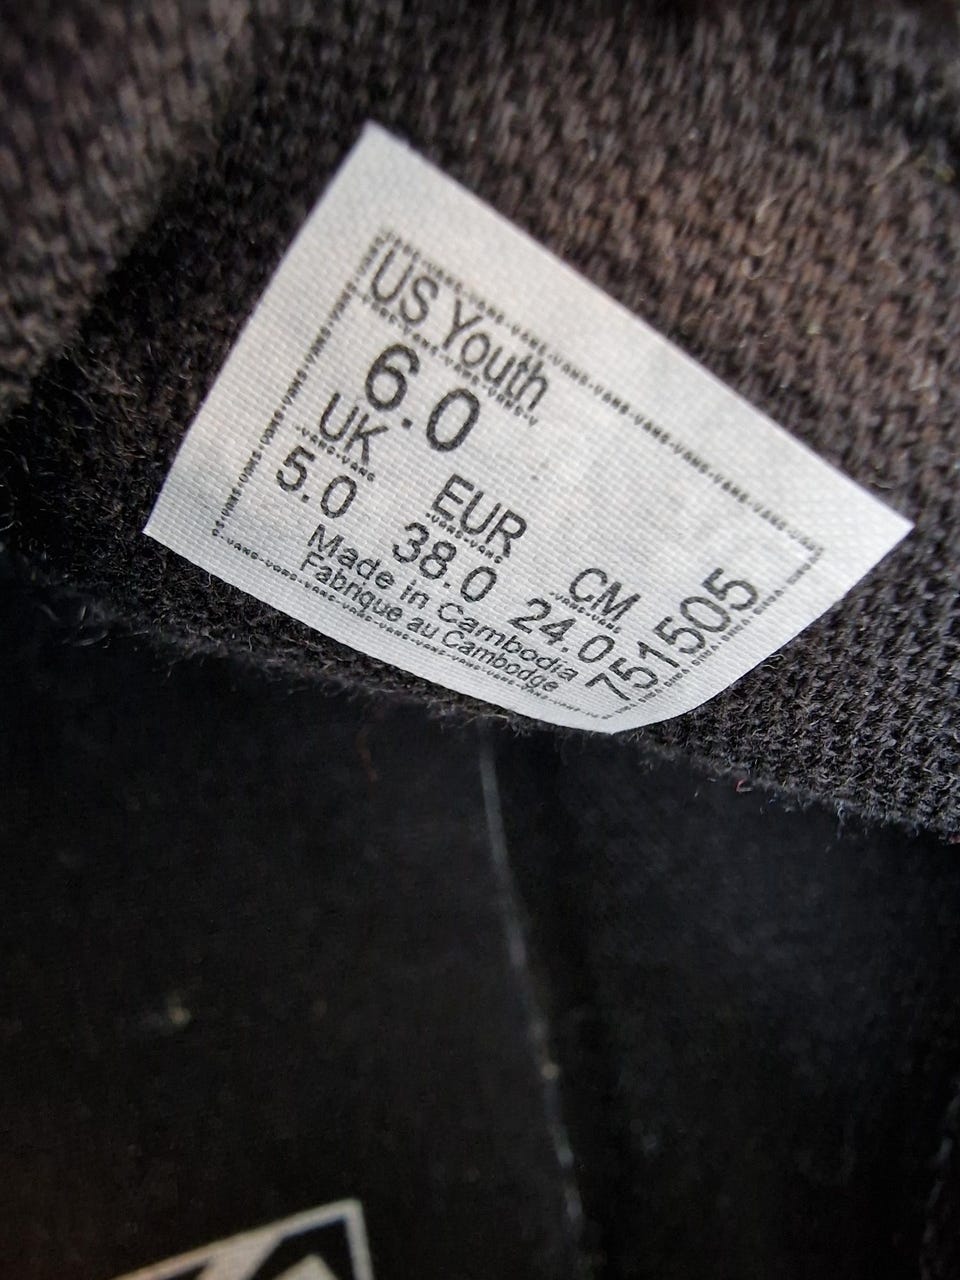 US Youth
6.0
UK
5.0
EUR
38.0
CM
24.0
Made in Cambodia
Fabrique au Cambodge
751505